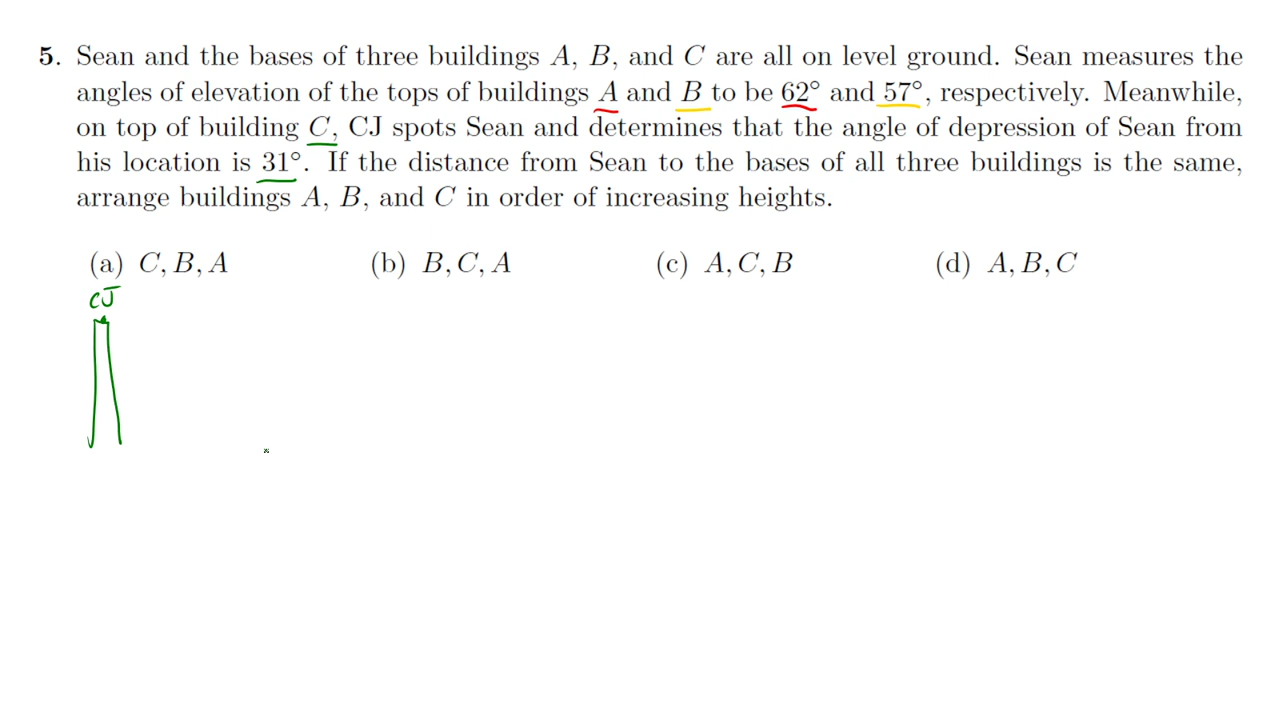 5. Sean and the bases of three buildings A, B, and C are all on level ground. Sean measures the
angles of elevation of the tops of buildings A and B to be 62° and 57°, respectively. Meanwhile,
on top of building C, CJ spots Sean and determines that the angle of depression of Sean from
his location is 31°. If the distance from Sean to the bases of all three buildings is the same,
arrange buildings A, B, and C in order of increasing heights.
(a) C, B, A (b) B, C, A (c) A, C, B (d) A, B, C
CJ